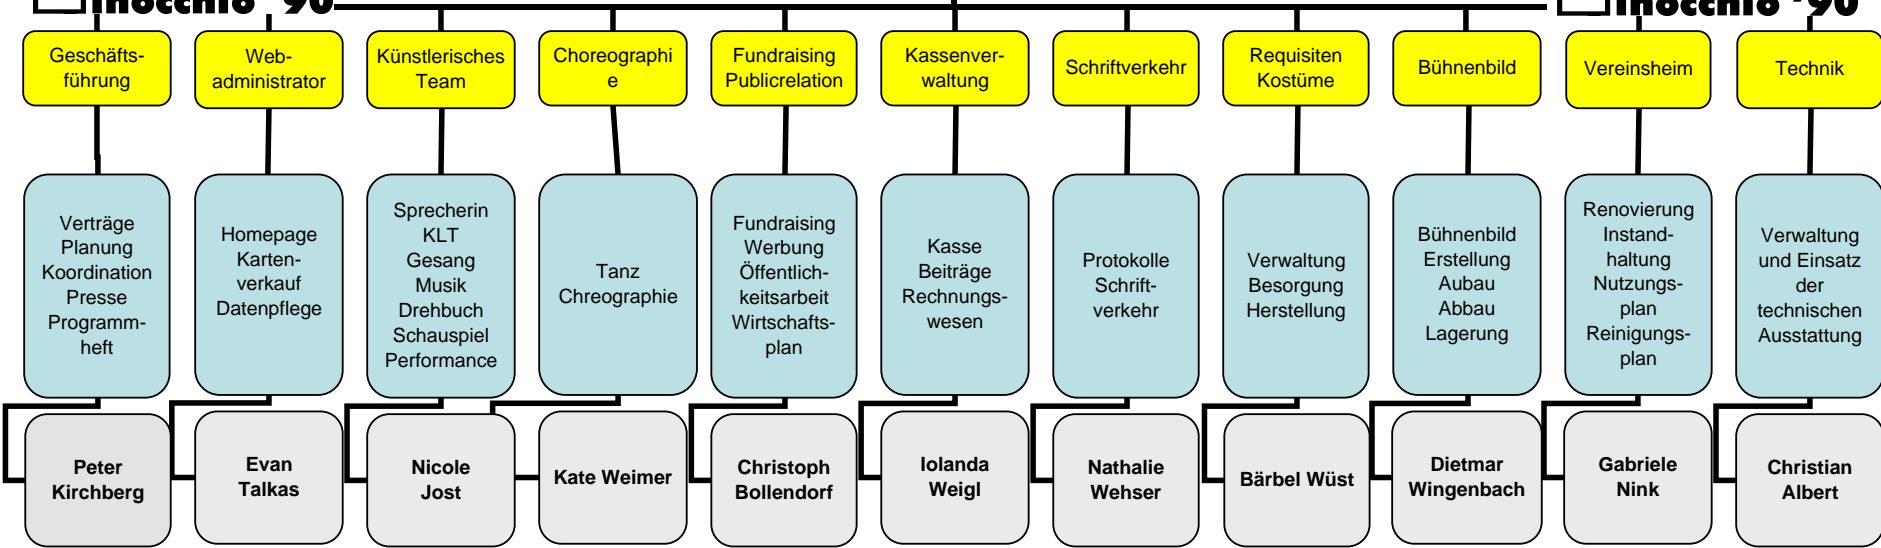 inocchio '90
inocchio '90
Geschäfts-
führung
Web-
administrator
Künstlerisches
Team
Choreographi
e
Fundraising
Publicrelation
Kassenver-
waltung
Schriftverkehr
Requisiten
Kostüme
Bühnenbild
Vereinsheim
Technik
Verträge
Planung
Koordination
Presse
Programm-
heft
Homepage
Karten-
verkauf
Datenpflege
Sprecherin
KLT
Gesang
Musik
Drehbuch
Schauspiel
Performance
Tanz
Chreographie
Fundraising
Werbung
Öffentlich-
keitsarbeit
Wirtschafts-
plan
Kasse
Beiträge
Rechnungs-
wesen
Protokolle
Schrift-
verkehr
Verwaltung
Besorgung
Herstellung
Bühnenbild
Erstellung
Aubau
Abbau
Lagerung
Renovierung
Instand-
haltung
Nutzungs-
plan
Reinigungs-
plan
Verwaltung
und Einsatz
der
technischen
Ausstattung
Peter
Kirchberg
Evan
Talkas
Nicole
Jost
Kate Weimer
Christoph
Bollendorf
Iolanda
Weigl
Nathalie
Wehser
Bärbel Wüst
Dietmar
Wingenbach
Gabriele
Nink
Christian
Albert